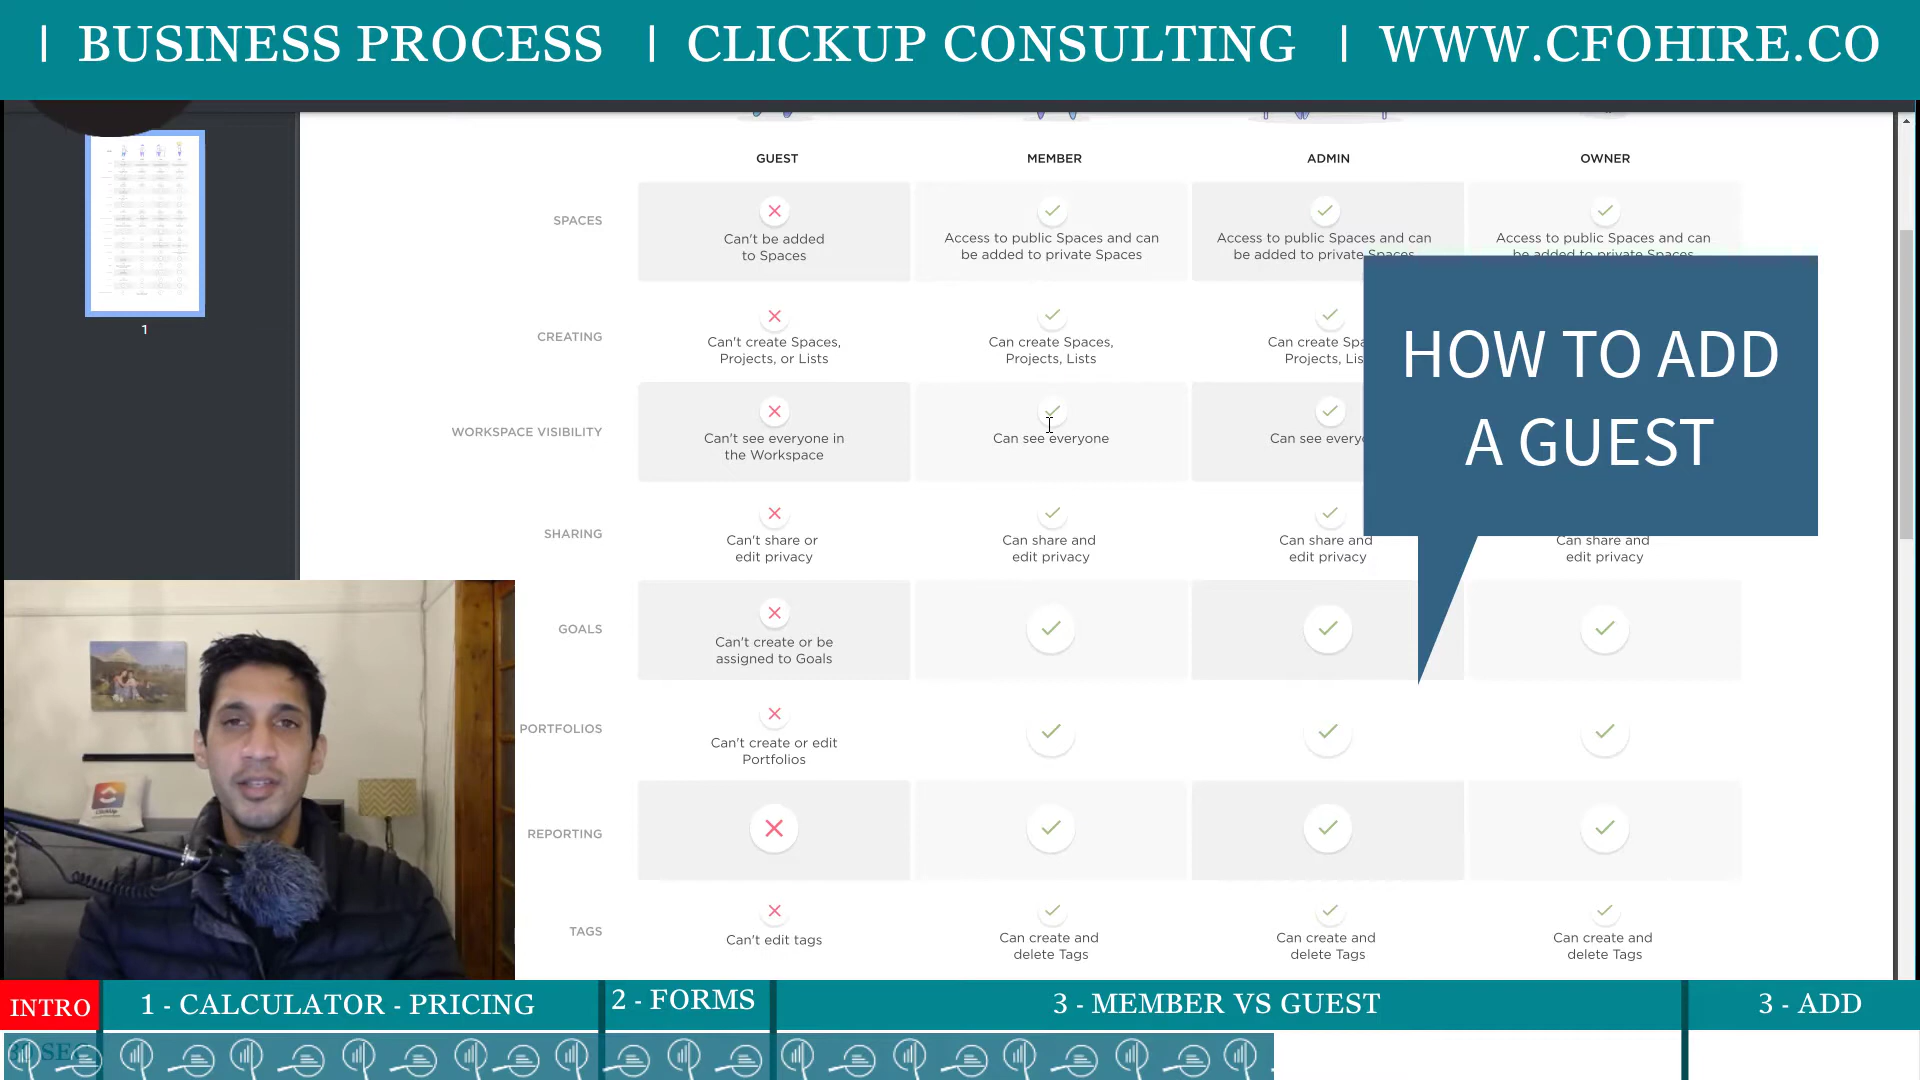 | BUSINESS PROCESS | CLICKUP CONSULTING | WWW.CFOHIRE.CO
GUEST MEMBER ADMIN OWNER
SPACES
Can't be added
to Spaces
Access to public Spaces and can
be added to private Spaces
Access to public Spaces and can
be added to private Spaces
Access to public Spaces and can
be added to private Spaces
1
CREATING
Can't create Spaces,
Projects, or Lists
Can create Spaces,
Projects, Lists
Can create Spa
Projects, Lis
HOW TO ADD
A GUEST
WORKSPACE VISIBILITY
Can't see everyone in
the Workspace
Can see everyone
Can see everyo
SHARING
Can't share or
edit privacy
Can share and
edit privacy
Can share and
edit privacy
Can share and
edit privacy
GOALS
Can't create or be
assigned to Goals
PORTFOLIOS
Can't create or edit
Portfolios
ClickUp
REPORTING
TAGS
Can't edit tags
Can create and
delete Tags
Can create and
delete Tags
Can create and
delete Tags
INTRO
1 - CALCULATOR - PRICING
2 - FORMS
3 - MEMBER VS GUEST
3 - ADD